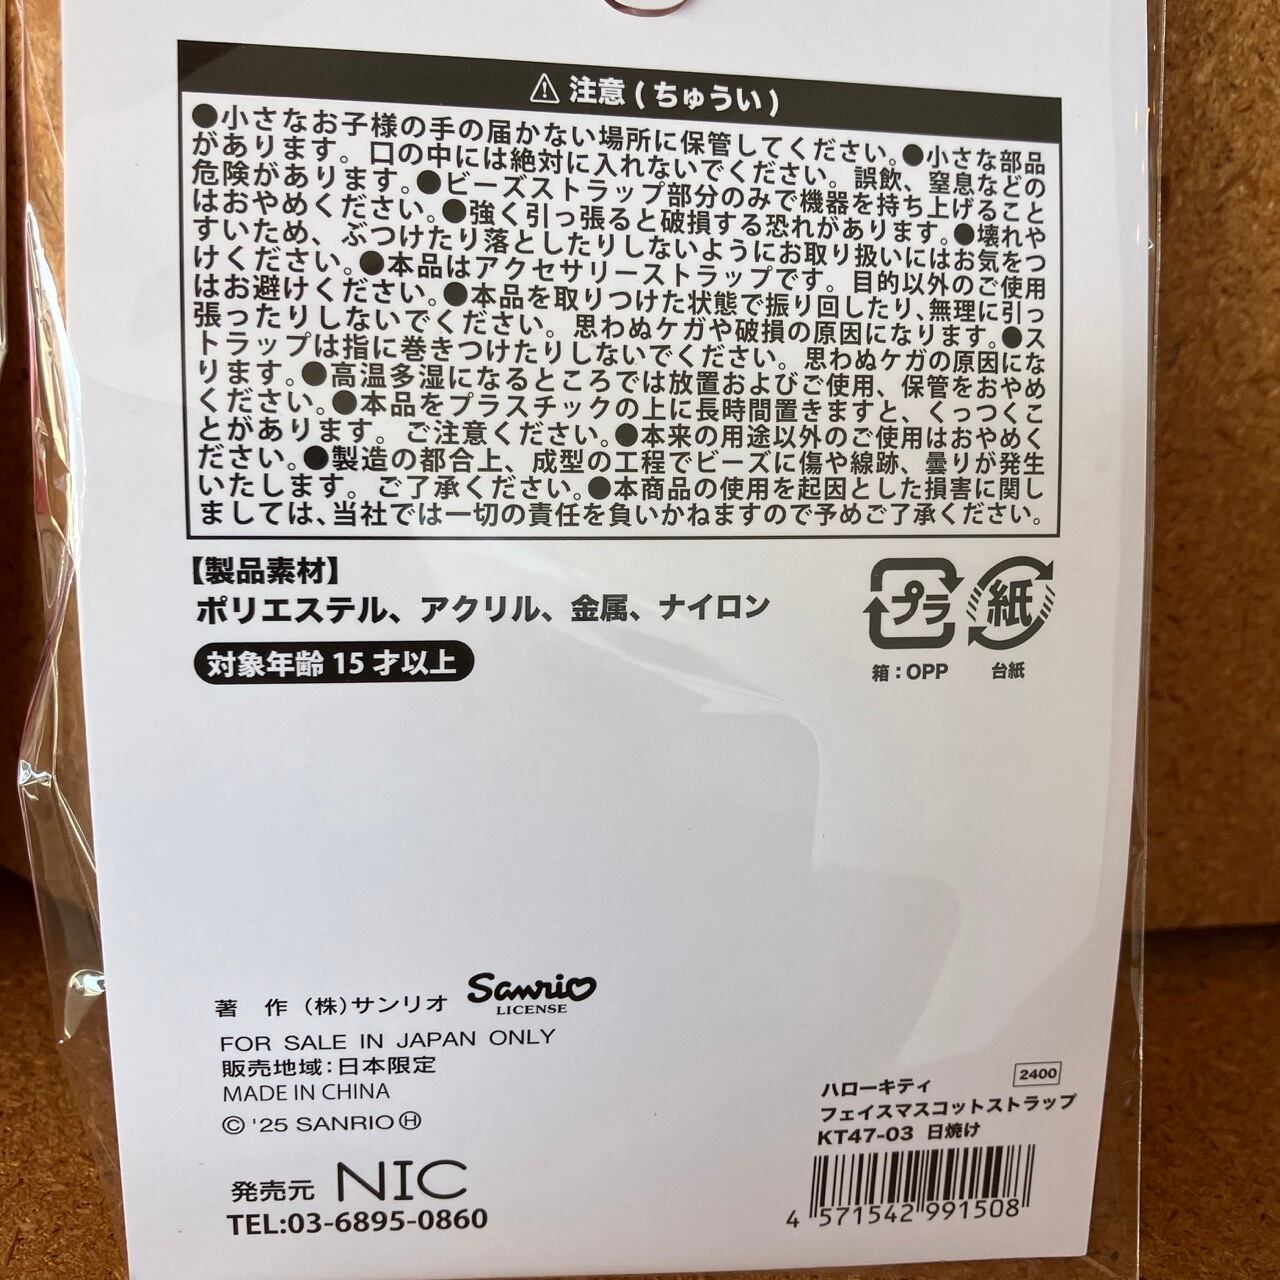 ⚠ 注意(ちゅうい)
●小さなお子様の手の届かない場所に保管してください。●小さな部品
があります。口の中には絶対に入れないでください。誤飲、窒息などの
危険があります。●ビーズストラップ部分のみで機器を持ち上げること
はおやめください。●強く引っ張ると破損する恐れがあります。●壊れや
すいため、ぶつけたり落としたりしないようにお取り扱いにはお気をつ
けください。●本品はアクセサリーストラップです。目的以外のご使用
はお避けください。●本品を取りつけた状態で振り回したり、無理に引っ
張ったりしないでください。思わぬケガや破損の原因になります。●ス
トラップは指に巻きつけたりしないでください。思わぬケガの原因にな
ります。●高温多湿になるところでは放置およびご使用、保管をおやめ
ください。●本品をプラスチックの上に長時間置きますと、くっつくこ
とがあります。ご注意ください。●本来の用途以外のご使用はおやめく
ださい。●製造の都合上、成型の工程でビーズに傷や線跡、曇りが発生
いたします。ご了承ください。●本商品の使用を起因とした損害に関し
ましては、当社では一切の責任を負いかねますので予めご了承ください。
【製品素材】
ポリエステル、アクリル、金属、ナイロン
対象年齢 15 才以上
プラ 紙
箱：OPP 台紙
著 作 (株)サンリオ Sanrio
LICENSE
FOR SALE IN JAPAN ONLY
販売地域：日本限定
MADE IN CHINA
© '25 SANRIO Ⓗ
発売元 NIC
TEL:03-6895-0860
2400
ハローキティ
フェイスマスコットストラップ
KT47-03 日焼け
4 571542 991508